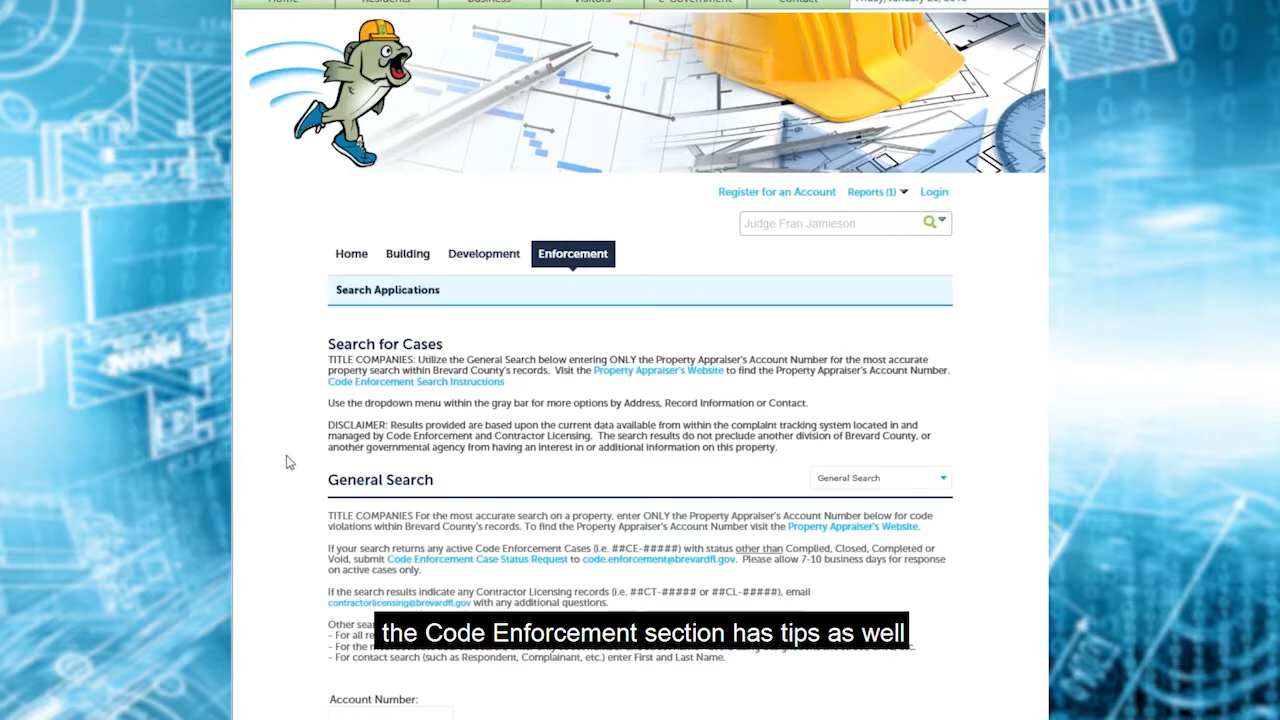 Home Residents Business Visitors e-Government Contact
Register for an Account Reports (1) Login
Judge Fran Jamieson
Home Building Development Enforcement
Search Applications
Search for Cases
TITLE COMPANIES: Utilize the General Search below entering ONLY the Property Appraiser's Account Number for the most accurate
property search within Brevard County's records. Visit the Property Appraiser's Website to find the Property Appraiser's Account Number.
Code Enforcement Search Instructions
Use the dropdown menu within the gray bar for more options by Address, Record Information or Contact.
DISCLAIMER: Results provided are based upon the current data available from within the complaint tracking system located in and
managed by Code Enforcement and Contractor Licensing. The search results do not preclude another division of Brevard County, or
another governmental agency from having an interest in or additional information on this property.
General Search
General Search
TITLE COMPANIES For the most accurate search on a property, enter ONLY the Property Appraiser's Account Number below for code
violations within Brevard County's records. To find the Property Appraiser's Account Number visit the Property Appraiser's Website.
If your search returns any active Code Enforcement Cases (i.e. ##CE-#####) with status other than Complied, Closed, Completed or
Void, submit Code Enforcement Case Status Request to code.enforcement@brevardfl.gov. Please allow 7-10 business days for response
on active cases only.
If the search results indicate any Contractor Licensing records (i.e. ##CT-##### or ##CL-#####), email
contractorlicensing@brevardfl.gov with any additional questions.
Other
- For all
- For the
- For contact search (such as Respondent, Complainant, etc.) enter First and Last Name.
the Code Enforcement section has tips as well
Account Number: